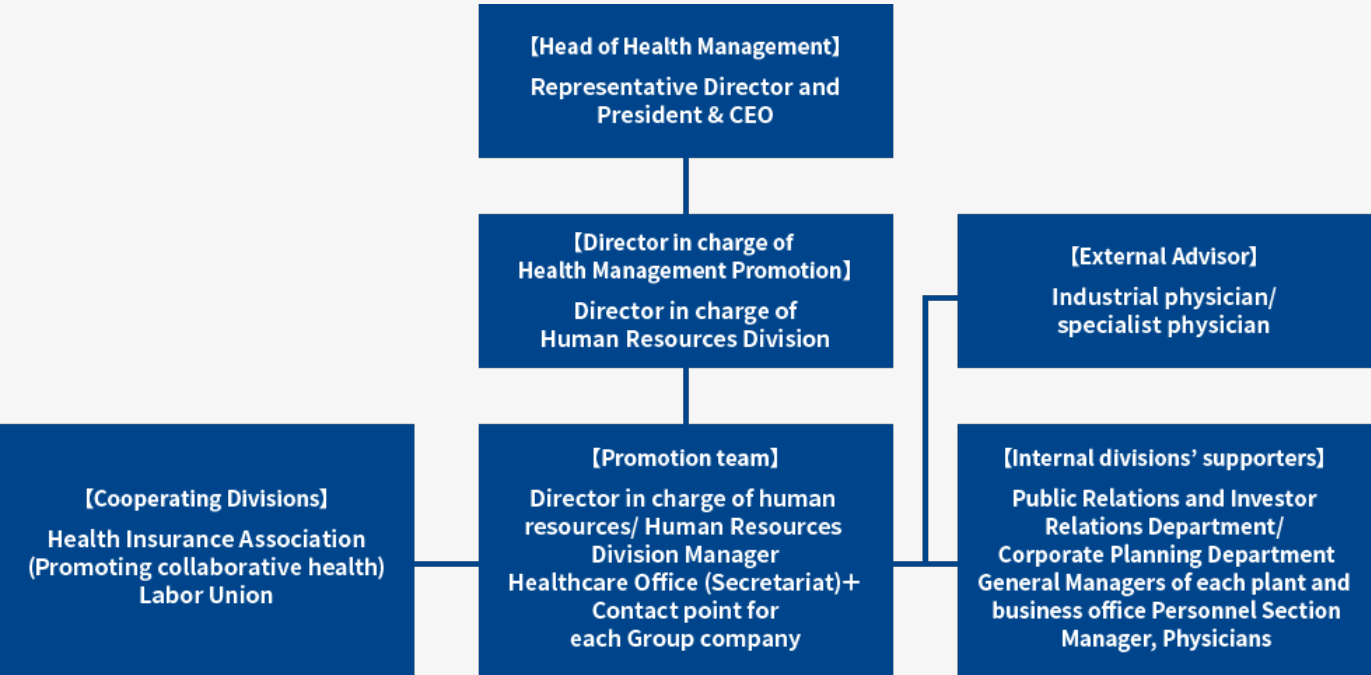 【Head of Health Management】
Representative Director and
President & CEO
【Director in charge of
Health Management Promotion】
Director in charge of
Human Resources Division
【External Advisor】
Industrial physician/
specialist physician
【Cooperating Divisions】
Health Insurance Association
(Promoting collaborative health)
Labor Union
【Promotion team】
Director in charge of human
resources/ Human Resources
Division Manager
Healthcare Office (Secretariat)＋
Contact point for
each Group company
【Internal divisions’ supporters】
Public Relations and Investor
Relations Department/
Corporate Planning Department
General Managers of each plant and
business office Personnel Section
Manager, Physicians